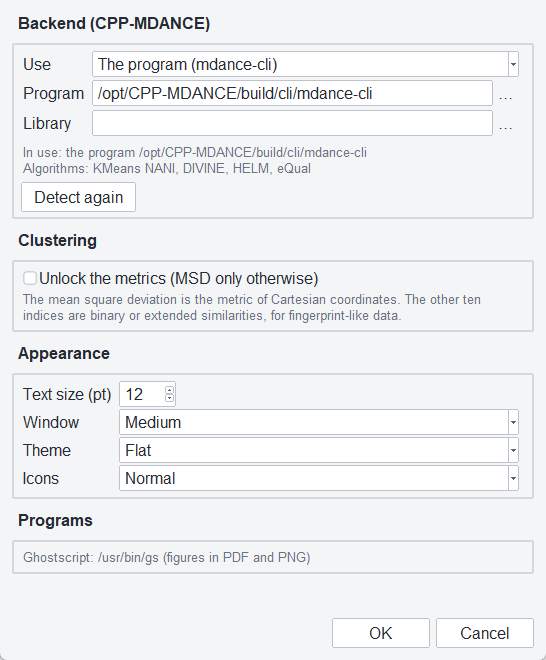 Backend (CPP-MDANCE)
Use The program (mdance-cli)
Program /opt/CPP-MDANCE/build/cli/mdance-cli ...
Library ...
In use: the program /opt/CPP-MDANCE/build/cli/mdance-cli
Algorithms: KMeans NANI, DIVINE, HELM, eQual
Detect again
Clustering
Unlock the metrics (MSD only otherwise)
The mean square deviation is the metric of Cartesian coordinates. The other ten
indices are binary or extended similarities, for fingerprint-like data.
Appearance
Text size (pt) 12
Window Medium
Theme Flat
Icons Normal
Programs
Ghostscript: /usr/bin/gs (figures in PDF and PNG)
OK Cancel